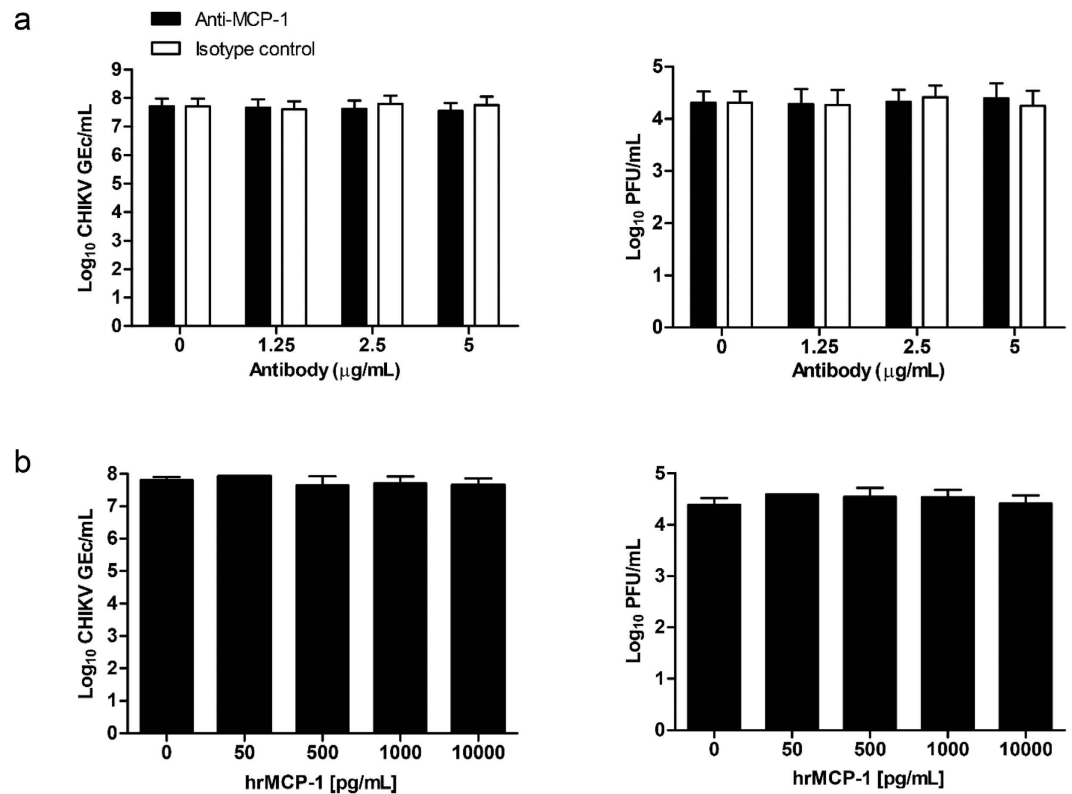 a
Anti-MCP-1
Isotype control
Log₁₀ CHIKV GEc/mL
9
8
7
6
5
4
3
2
1
0
0 1.25 2.5 5
Antibody (μg/mL)
Log₁₀ PFU/mL
5
4
3
2
1
0
0 1.25 2.5 5
Antibody (μg/mL)
b
Log₁₀ CHIKV GEc/mL
8
7
6
5
4
3
2
1
0
0 50 500 1000 10000
hrMCP-1 [pg/mL]
Log₁₀ PFU/mL
5
4
3
2
1
0
0 50 500 1000 10000
hrMCP-1 [pg/mL]